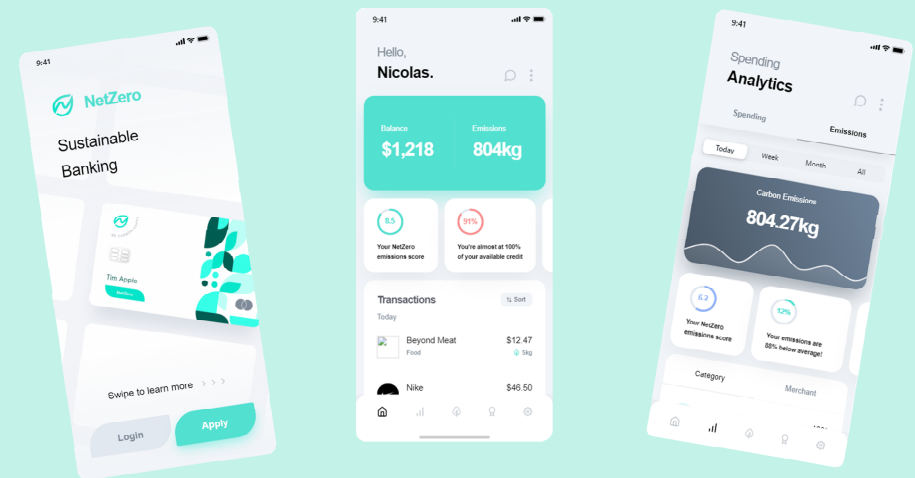 9:41
NetZero
Sustainable
Banking
Tim Apple
NetZero
Swipe to learn more
Login
Apply
9:41
Hello,
Nicolas.
Balance
$1,218
Emissions
804kg
8.5
Your NetZero
emissions score
91%
You're almost at 100%
of your available credit
Transactions
Sort
Today
Beyond Meat
$12.47
Food
5kg
Nike
$46.50
9:41
Spending
Analytics
Spending
Emissions
Today
Week
Month
All
Carbon Emissions
804.27kg
6.2
Your NetZero
emissions score
12%
Your emissions are
88% below average!
Category
Merchant